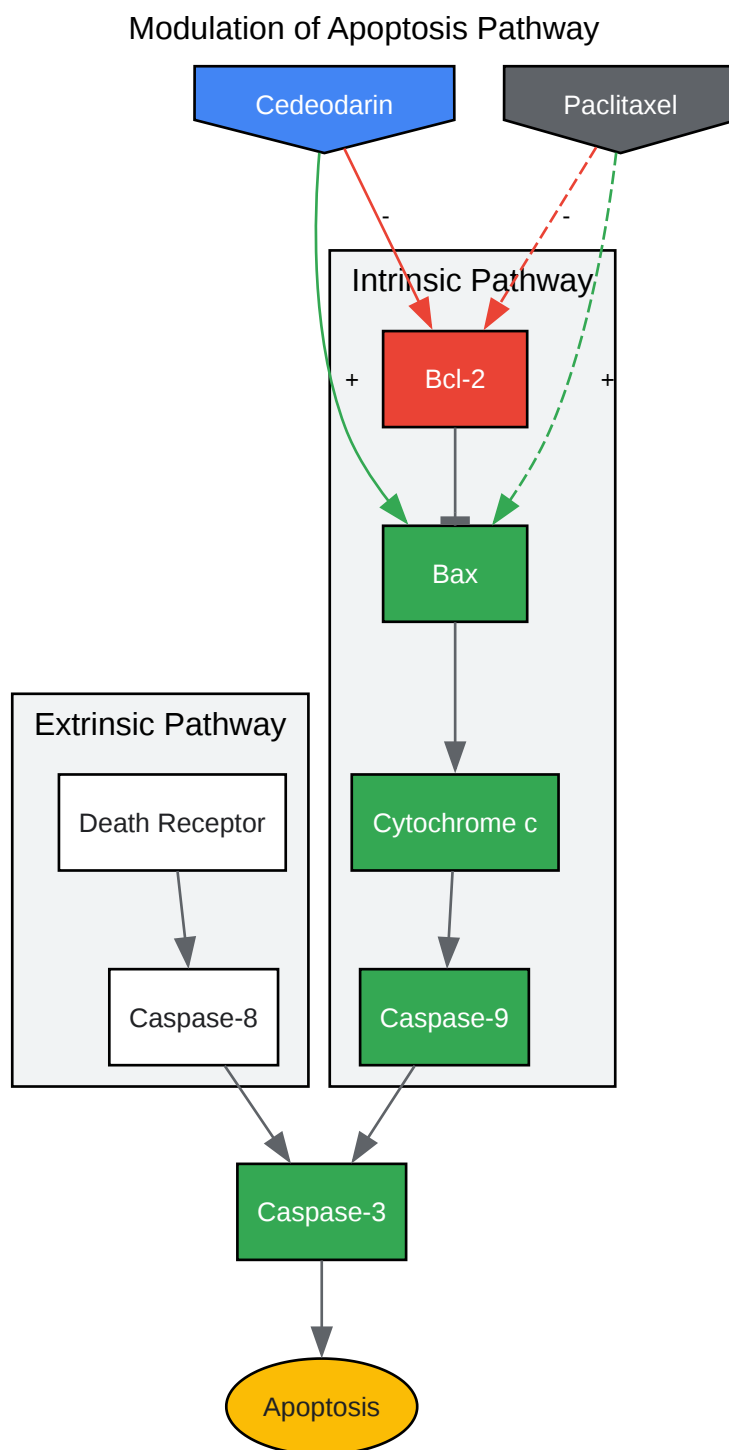 Modulation of Apoptosis Pathway
Cedeodarin
Paclitaxel
-
-
Intrinsic Pathway
Bcl-2
+
+
Bax
Extrinsic Pathway
Death Receptor
Cytochrome c
Caspase-8
Caspase-9
Caspase-3
Apoptosis